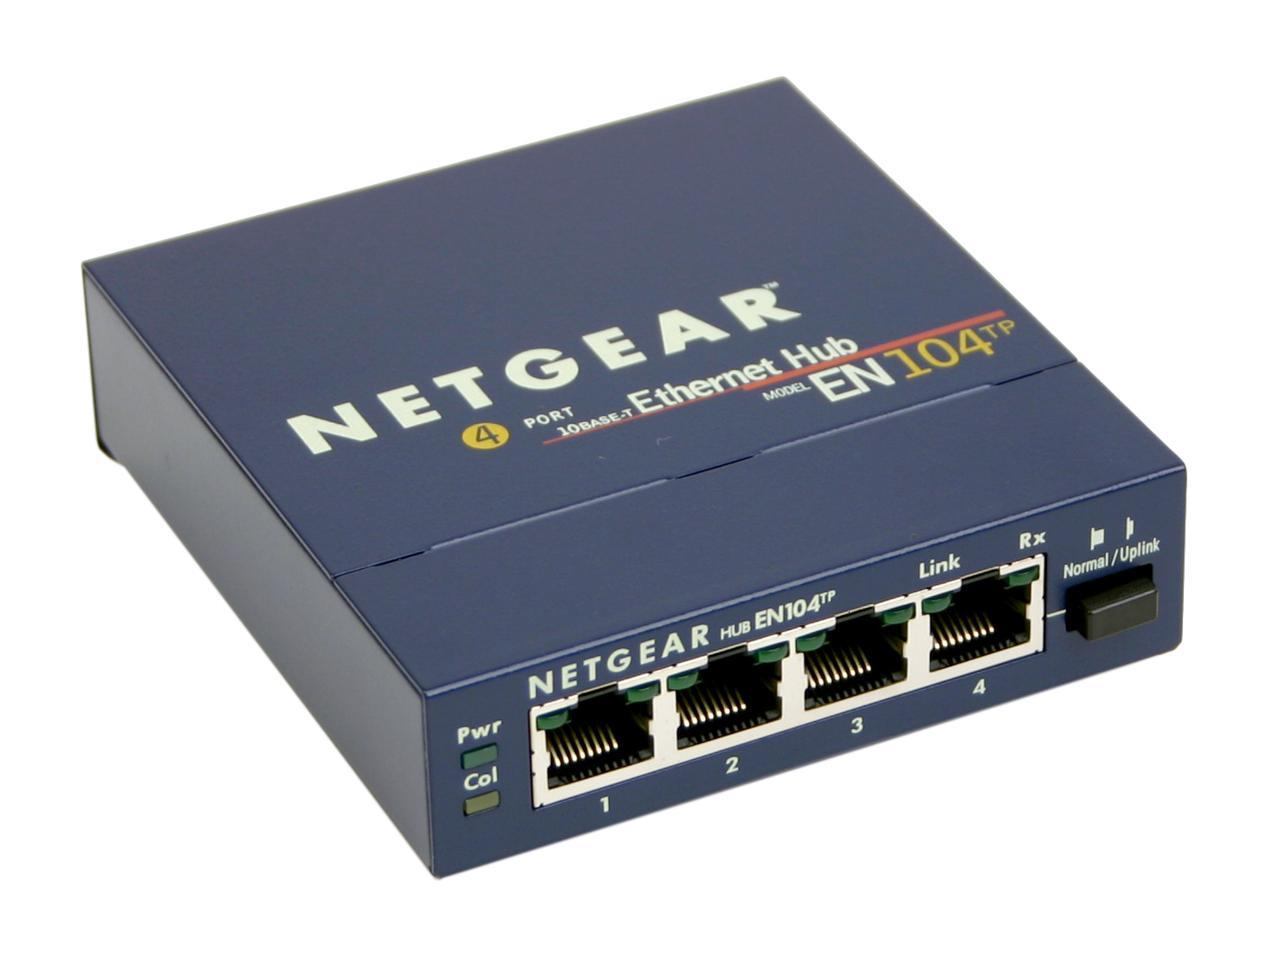 NETGEAR™
4 PORT 10BASE-T Ethernet Hub MODEL EN104TP
Rx
Link
Normal / Uplink
NETGEAR HUB EN104TP
Pwr
Col
1 2 3 4